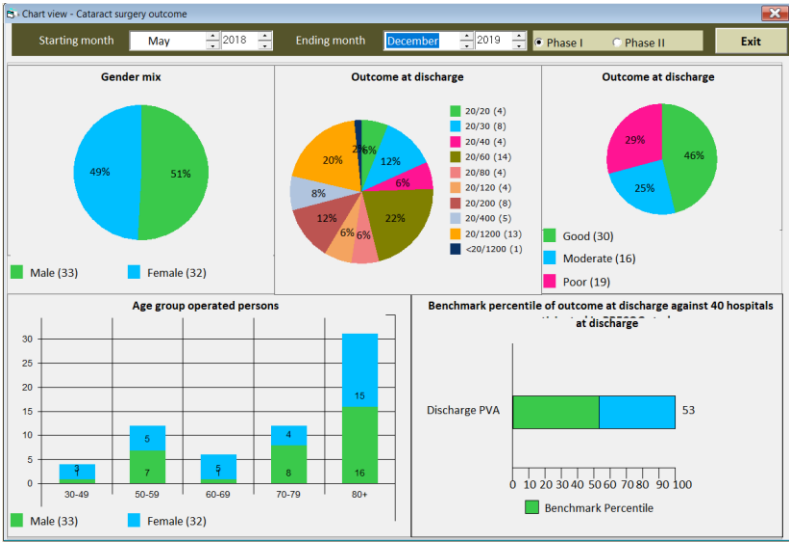 Chart view - Cataract surgery outcome
Starting month May 2018 Ending month December 2019 Phase I Phase II Exit
Gender mix
49% 51%
Male (33) Female (32)
Outcome at discharge
6% 12% 6% 22% 6% 6% 12% 8% 20% 2%
20/20 (4)
20/30 (8)
20/40 (4)
20/60 (14)
20/80 (4)
20/120 (4)
20/200 (8)
20/400 (5)
20/1200 (13)
<20/1200 (1)
Outcome at discharge
29% 46% 25%
Good (30)
Moderate (16)
Poor (19)
Age group operated persons
30
25
20
15
10
5
0
3 5 5 4 15
1 7 1 8 16
30-49 50-59 60-69 70-79 80+
Male (33) Female (32)
Benchmark percentile of outcome at discharge against 40 hospitals
at discharge
Discharge PVA 53
0 10 20 30 40 50 60 70 80 90 100
Benchmark Percentile